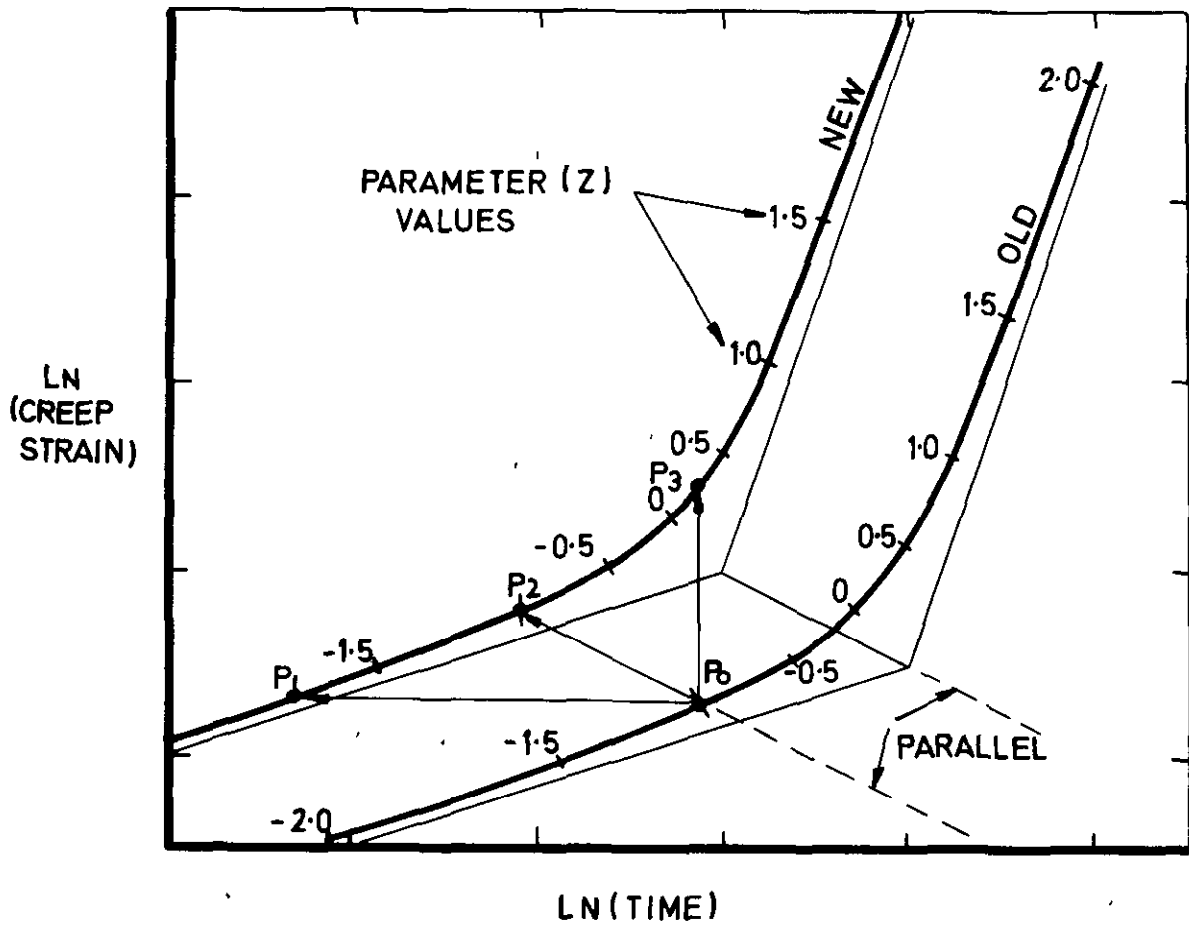 2·0
NEW
PARAMETER (Z)
VALUES
1·5
OLD
1·5
1·0
LN
(CREEP
STRAIN)
0·5
1·0
P3
0
-0·5
0·5
P2
0
-1·5
P1
P0
-0·5
-1·5
PARALLEL
-2·0
LN (TIME)